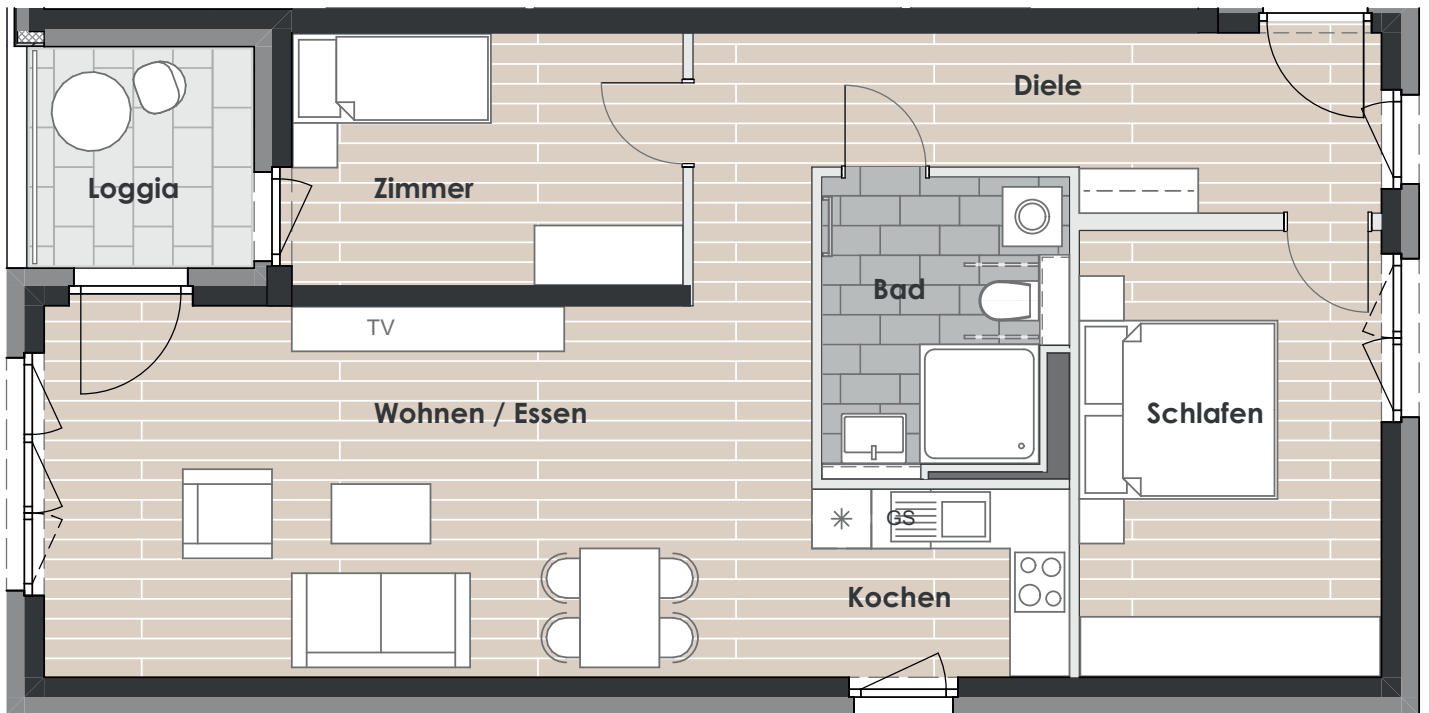 Diele
Loggia
Zimmer
Bad
TV
Wohnen / Essen
Schlafen
GS
Kochen